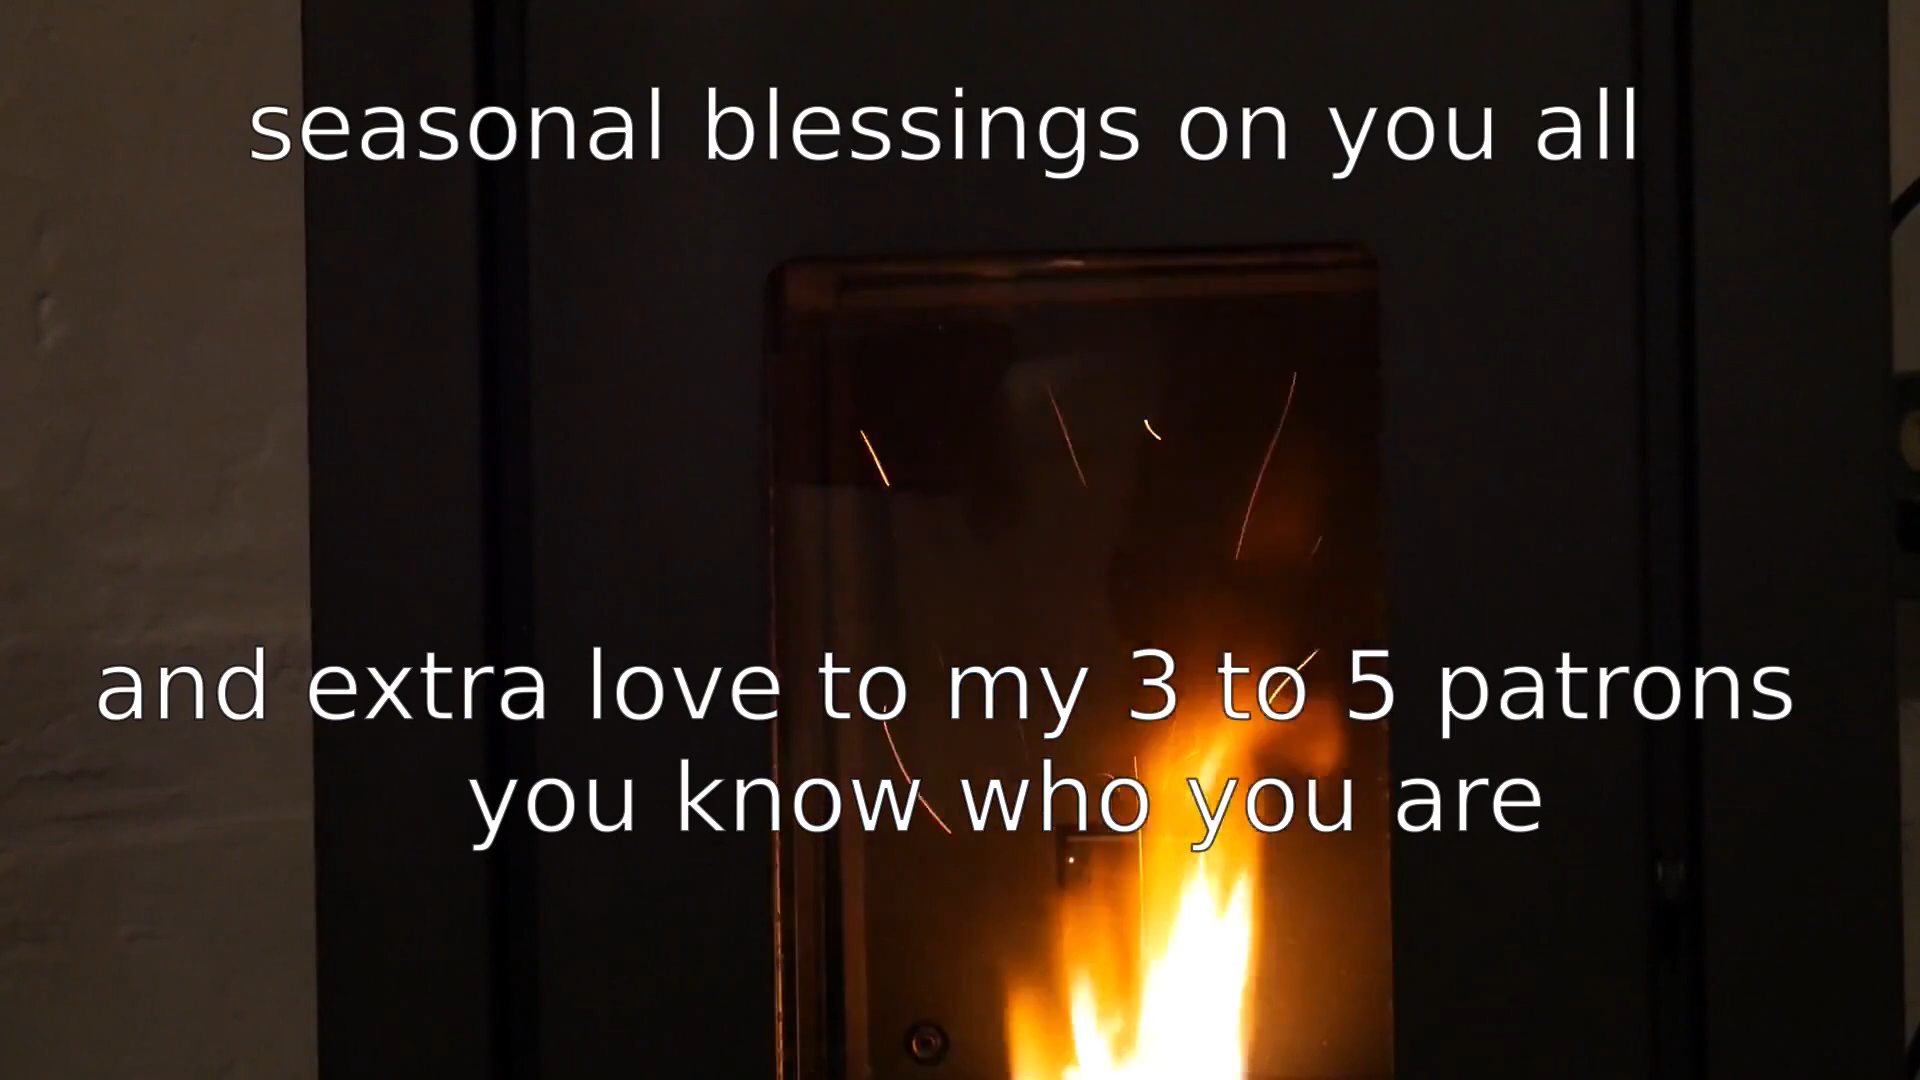 seasonal blessings on you all
and extra love to my 3 to 5 patrons
you know who you are